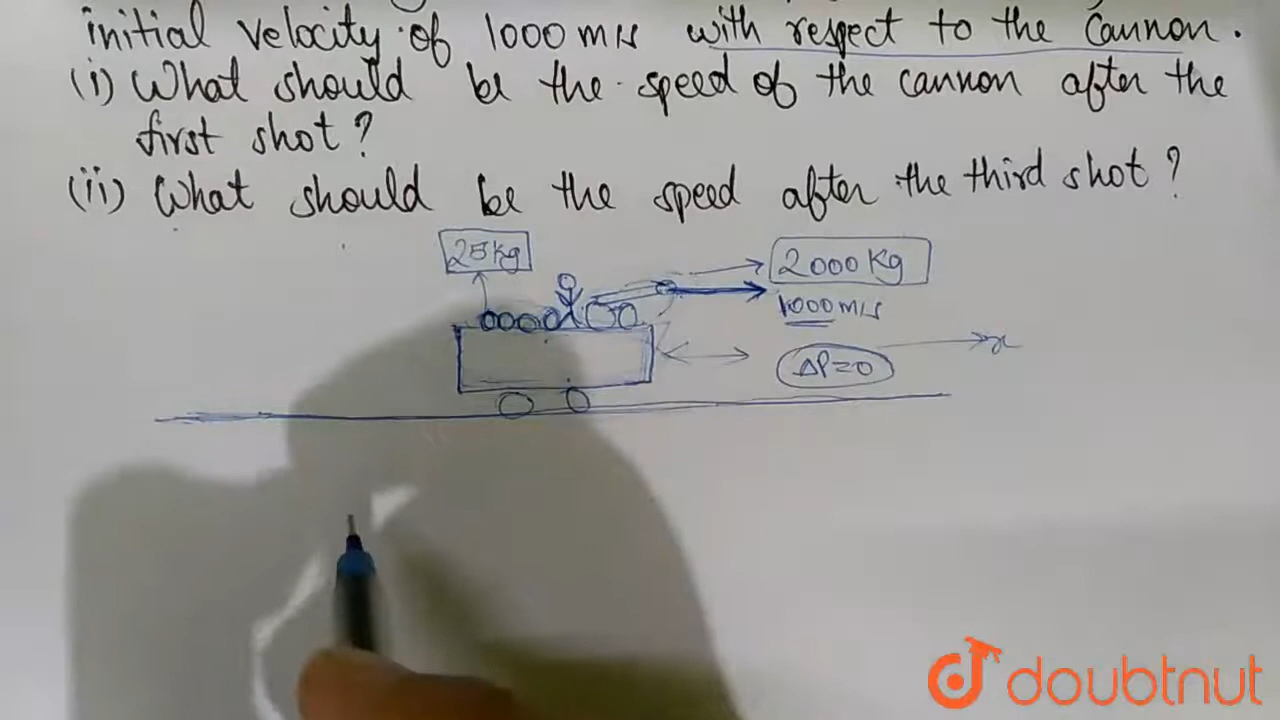 initial velocity of 1000 m/s with respect to the cannon.
(i) What should be the speed of the cannon after the
first shot?
(ii) What should be the speed after the third shot?
25 kg
2000 Kg
1000 m/s
ΔP=0
x
doubtnut